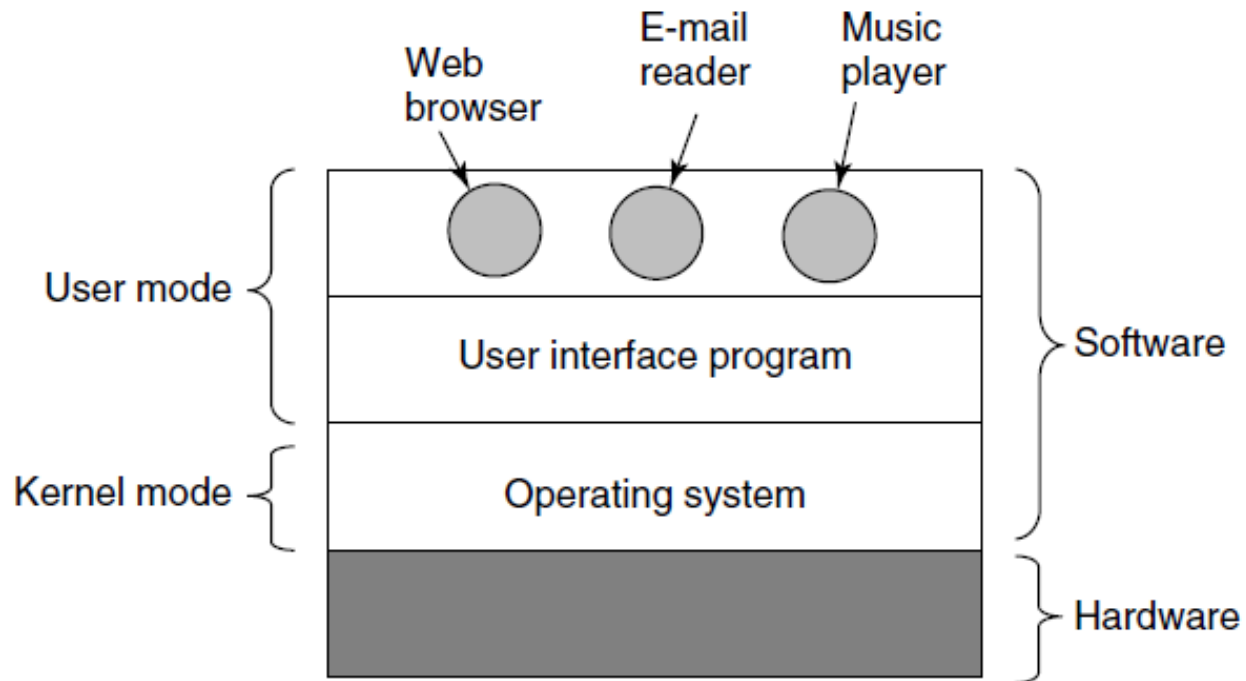 Web
browser
E-mail
reader
Music
player
User mode
User interface program
Software
Kernel mode
Operating system
Hardware